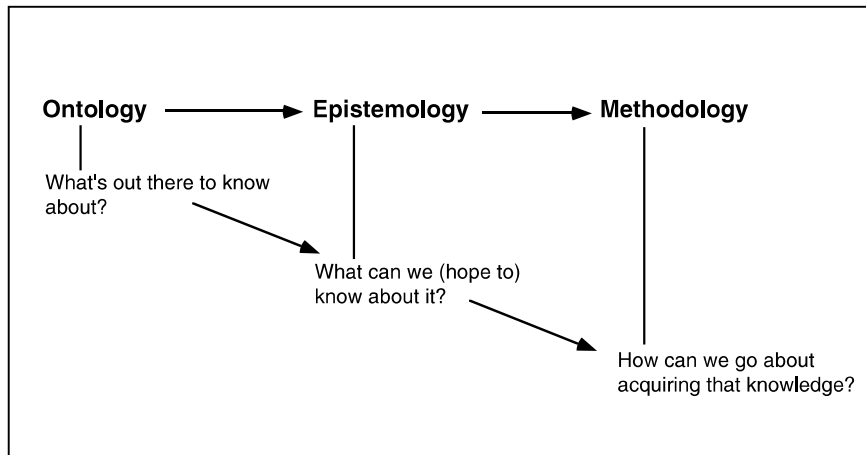 Ontology
Epistemology
Methodology
What's out there to know
about?
What can we (hope to)
know about it?
How can we go about
acquiring that knowledge?